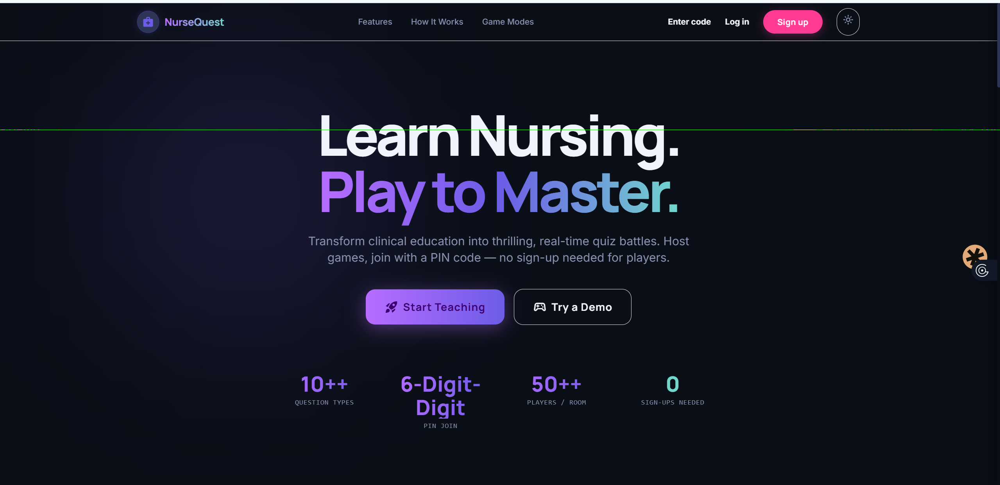 NurseQuest
Features
How It Works
Game Modes
Enter code
Log in
Sign up
Learn Nursing.
Play to Master.
Transform clinical education into thrilling, real-time quiz battles. Host
games, join with a PIN code — no sign-up needed for players.
Start Teaching
Try a Demo
10++
QUESTION TYPES
6-Digit-
Digit
PIN JOIN
50++
PLAYERS / ROOM
0
SIGN-UPS NEEDED